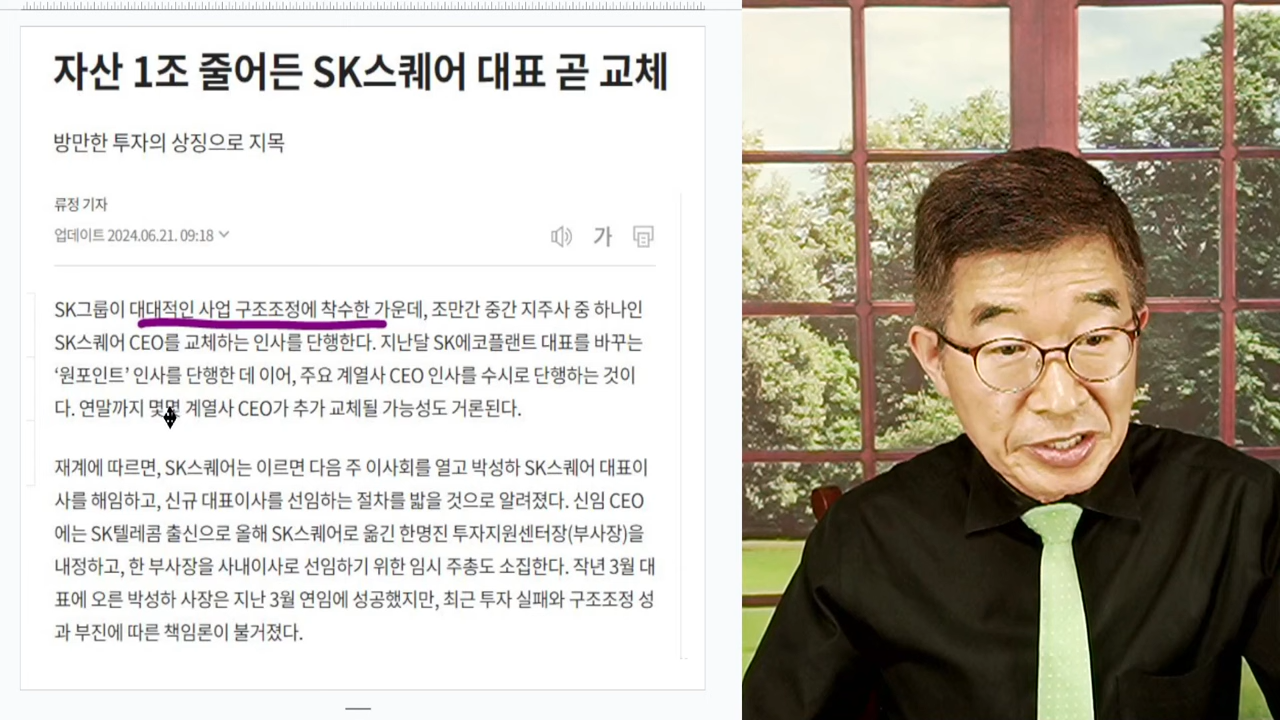 자산 1조 줄어든 SK스퀘어 대표 곧 교체
방만한 투자의 상징으로 지목
류정 기자
업데이트 2024.06.21. 09:18
가
SK그룹이 대대적인 사업 구조조정에 착수한 가운데, 조만간 중간 지주사 중 하나인
SK스퀘어 CEO를 교체하는 인사를 단행한다. 지난달 SK에코플랜트 대표를 바꾸는
‘원포인트’ 인사를 단행한 데 이어, 주요 계열사 CEO 인사를 수시로 단행하는 것이
다. 연말까지 몇몇 계열사 CEO가 추가 교체될 가능성도 거론된다.
재계에 따르면, SK스퀘어는 이르면 다음 주 이사회를 열고 박성하 SK스퀘어 대표이
사를 해임하고, 신규 대표이사를 선임하는 절차를 밟을 것으로 알려졌다. 신임 CEO
에는 SK텔레콤 출신으로 올해 SK스퀘어로 옮긴 한명진 투자지원센터장(부사장)을
내정하고, 한 부사장을 사내이사로 선임하기 위한 임시 주총도 소집한다. 작년 3월 대
표에 오른 박성하 사장은 지난 3월 연임에 성공했지만, 최근 투자 실패와 구조조정 성
과 부진에 따른 책임론이 불거졌다.